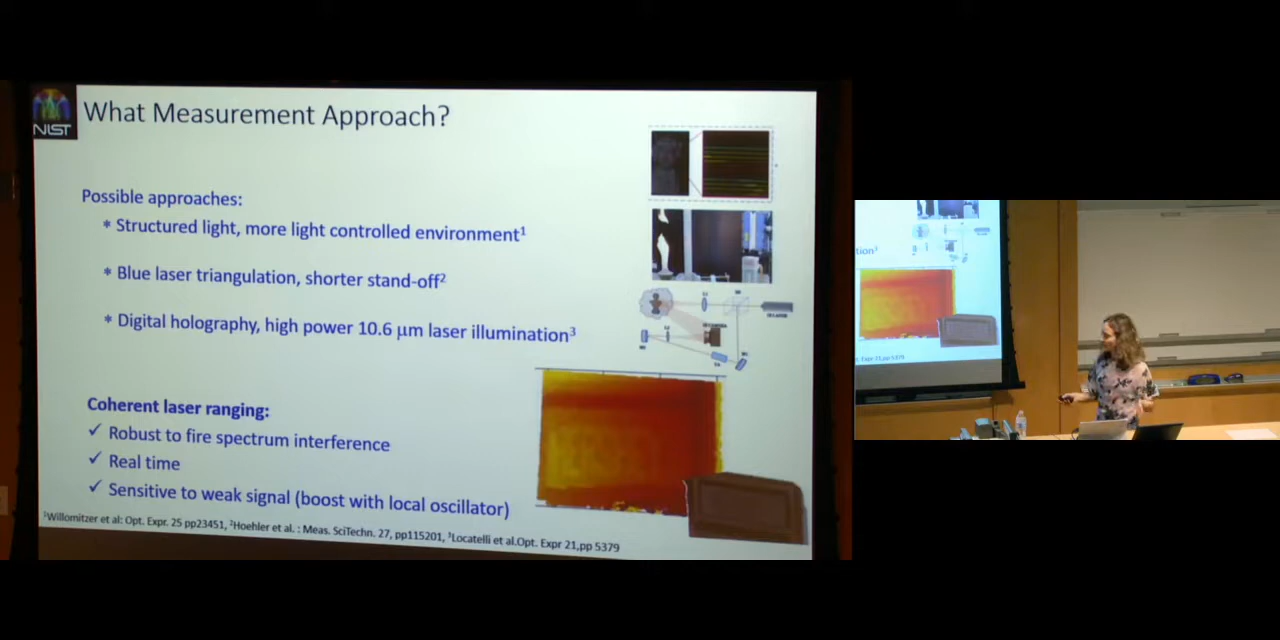 NIST
What Measurement Approach?
Possible approaches:
* Structured light, more light controlled environment¹
* Blue laser triangulation, shorter stand-off²
* Digital holography, high power 10.6 μm laser illumination³
Coherent laser ranging:
✓ Robust to fire spectrum interference
✓ Real time
✓ Sensitive to weak signal (boost with local oscillator)
¹Willomitzer et al: Opt. Expr. 25 pp23451, ²Hoehler et al. : Meas. SciTechn. 27, pp115201, ³Locatelli et al.Opt. Expr 21,pp 5379